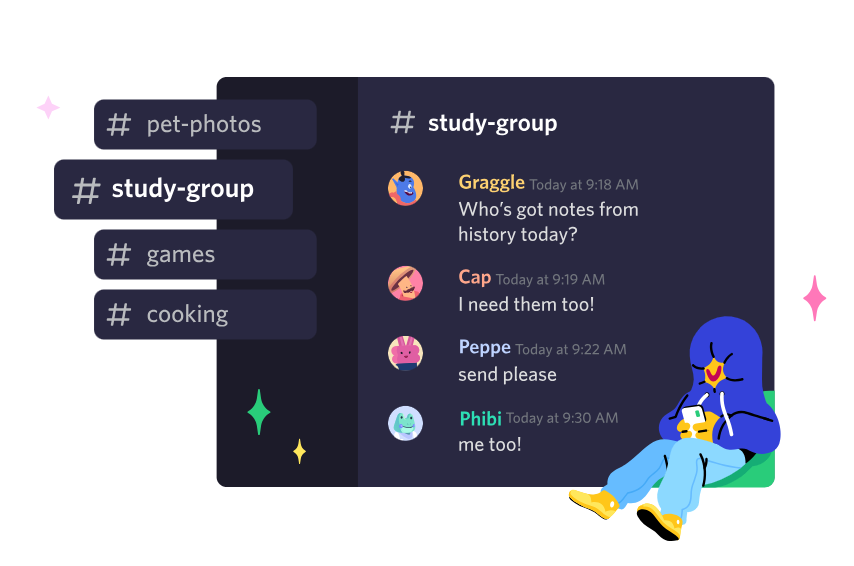 # pet-photos
# study-group
# games
# cooking
# study-group
Graggle Today at 9:18 AM
Who's got notes from
history today?
Cap Today at 9:19 AM
I need them too!
Peppe Today at 9:22 AM
send please
Phibi Today at 9:30 AM
me too!